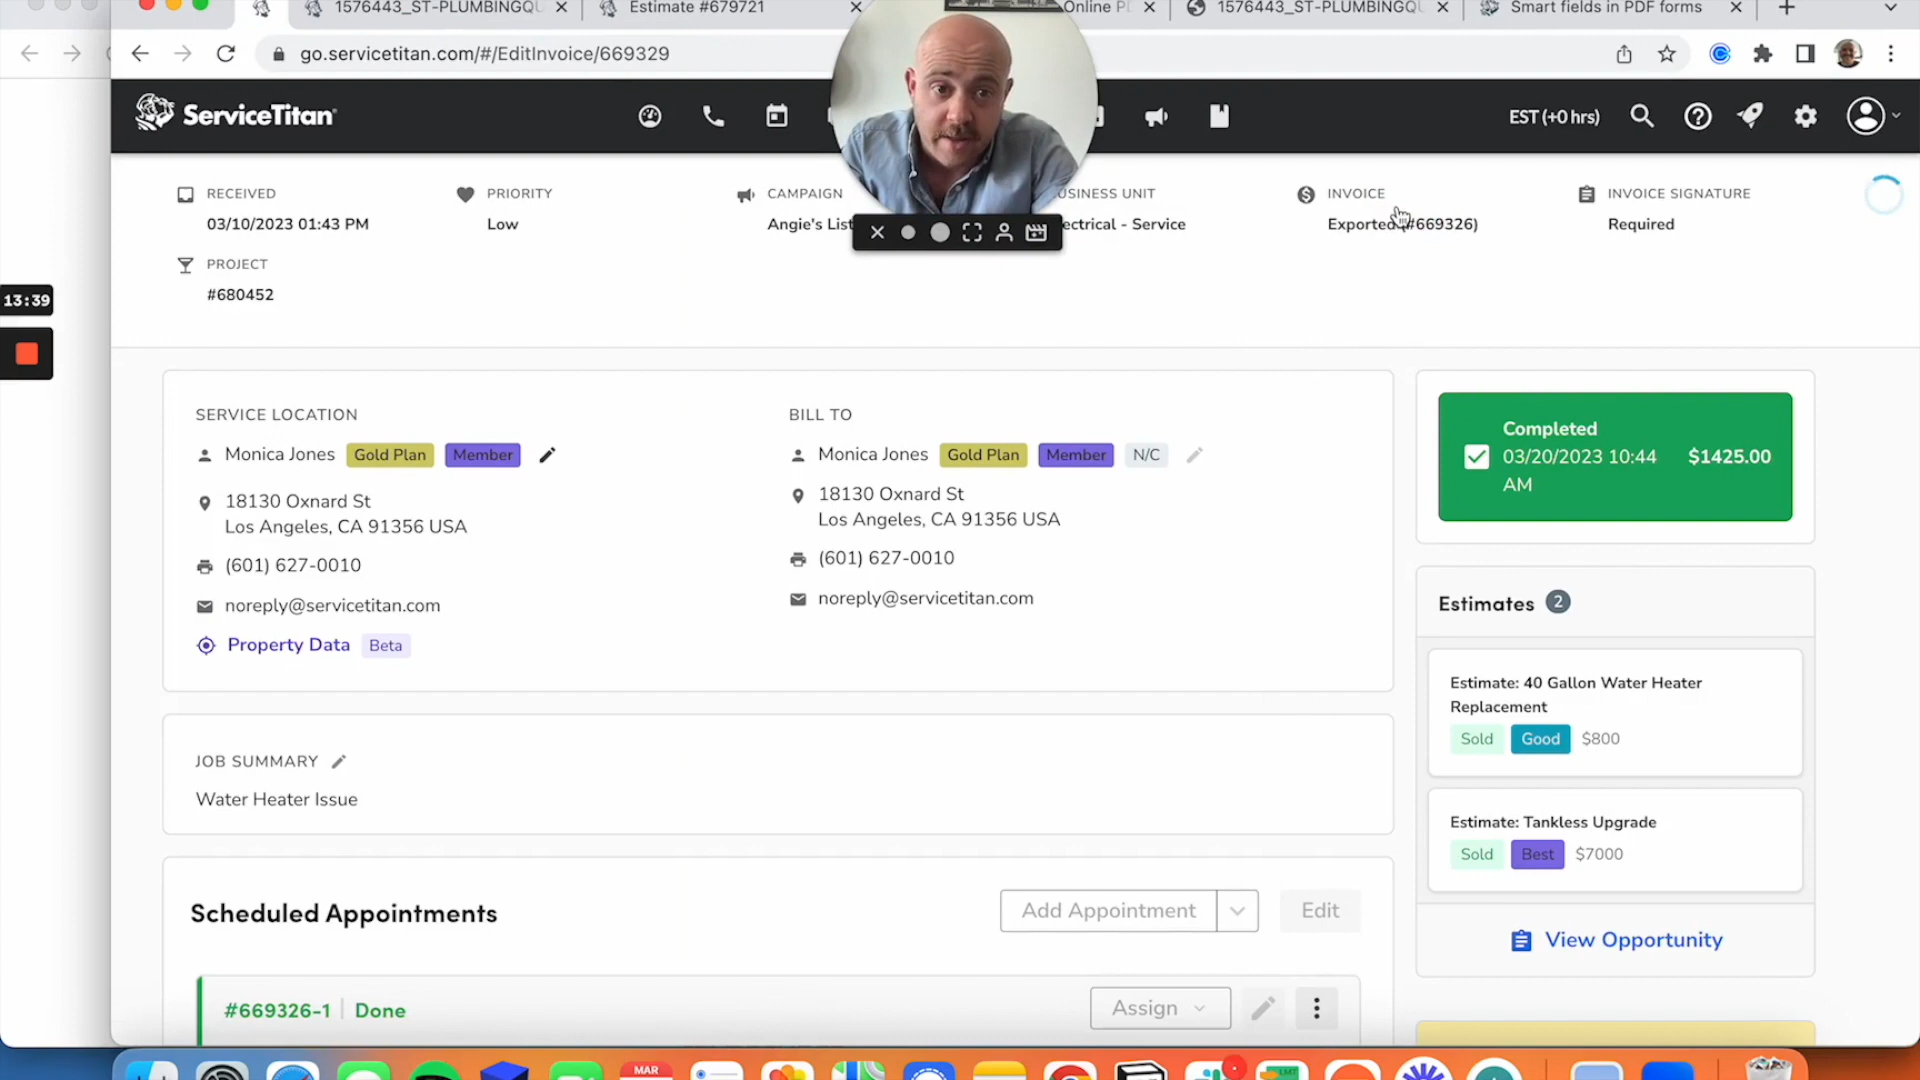 1576443_ST-PLUMBINGQU
Estimate #679721
Online P
1576443_ST-PLUMBINGQU
Smart fields in PDF forms
go.servicetitan.com/#/EditInvoice/669329
ServiceTitan
EST (+0 hrs)
RECEIVED
03/10/2023 01:43 PM
PRIORITY
Low
CAMPAIGN
Angie's List
USINESS UNIT
ectrical - Service
INVOICE
Exported (#669326)
INVOICE SIGNATURE
Required
PROJECT
#680452
13:39
SERVICE LOCATION
Monica Jones Gold Plan Member
18130 Oxnard St
Los Angeles, CA 91356 USA
(601) 627-0010
noreply@servicetitan.com
Property Data Beta
BILL TO
Monica Jones Gold Plan Member N/C
18130 Oxnard St
Los Angeles, CA 91356 USA
(601) 627-0010
noreply@servicetitan.com
Completed
03/20/2023 10:44 $1425.00
AM
Estimates 2
Estimate: 40 Gallon Water Heater
Replacement
Sold Good $800
Estimate: Tankless Upgrade
Sold Best $7000
View Opportunity
JOB SUMMARY
Water Heater Issue
Scheduled Appointments
Add Appointment
Edit
#669326-1 Done
Assign
MAR